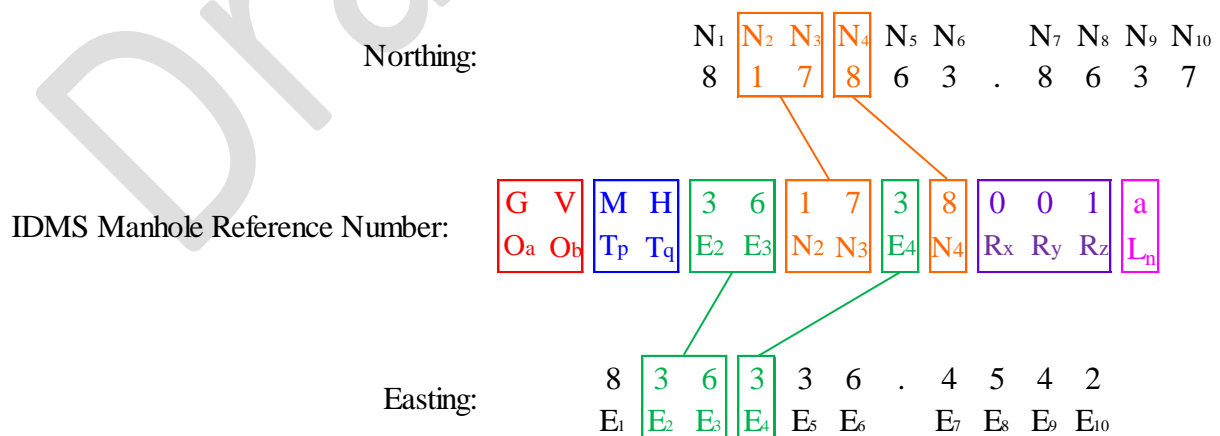 N₁ N₂ N₃ N₄ N₅ N₆ N₇ N₈ N₉ N₁₀
Northing:
8 1 7 8 6 3 . 8 6 3 7
G V M H 3 6 1 7 3 8 0 0 1 a
IDMS Manhole Reference Number:
Oa Ob Tp Tq E2 E3 N2 N3 E4 N4 Rx Ry Rz Ln
8 3 6 3 3 6 . 4 5 4 2
Easting:
E₁ E₂ E₃ E₄ E₅ E₆ E₇ E₈ E₉ E₁₀
Dra